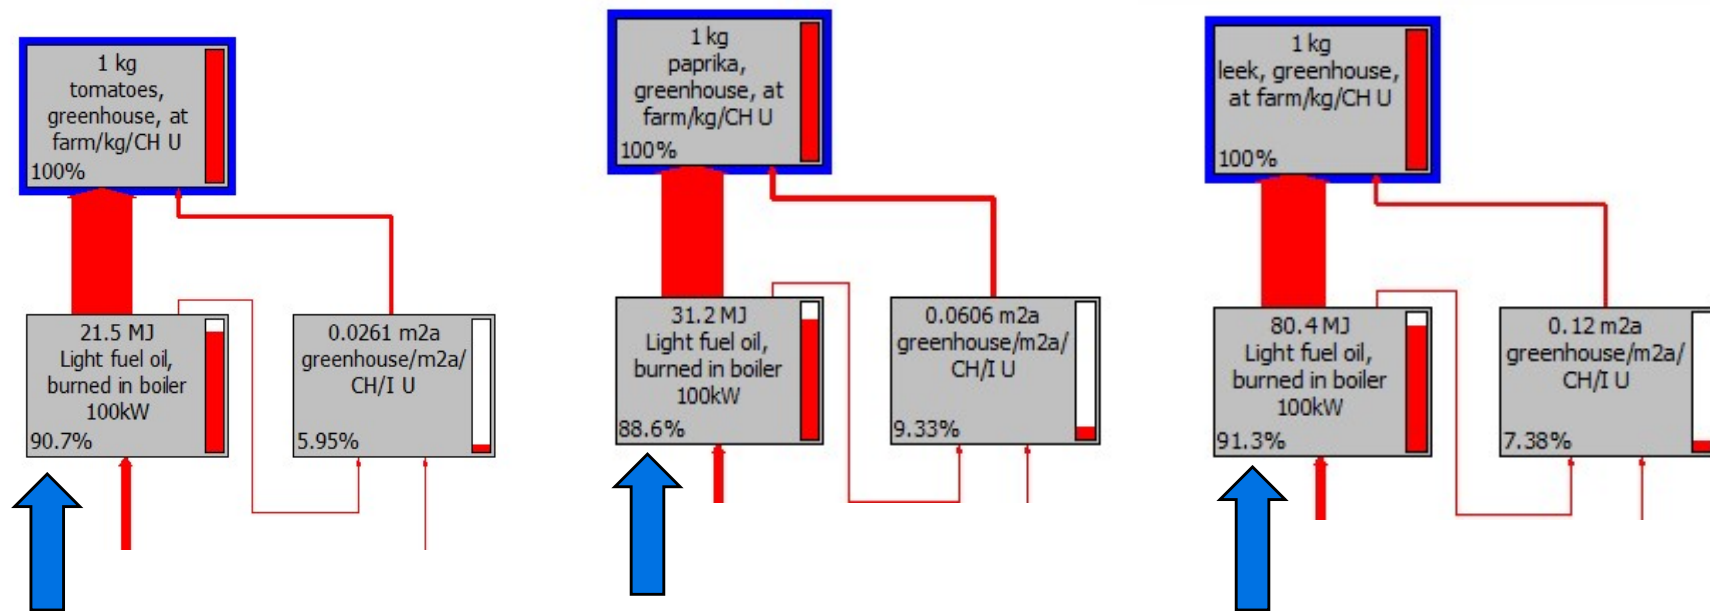 1 kg
tomatoes,
greenhouse, at
farm/kg/CH U
100%
21.5 MJ
Light fuel oil,
burned in boiler
100kW
90.7%
0.0261 m2a
greenhouse/m2a/
CH/I U
5.95%
1 kg
paprika,
greenhouse, at
farm/kg/CH U
100%
31.2 MJ
Light fuel oil,
burned in boiler
100kW
88.6%
0.0606 m2a
greenhouse/m2a/
CH/I U
9.33%
1 kg
leek, greenhouse,
at farm/kg/CH U
100%
80.4 MJ
Light fuel oil,
burned in boiler
100kW
91.3%
0.12 m2a
greenhouse/m2a/
CH/I U
7.38%